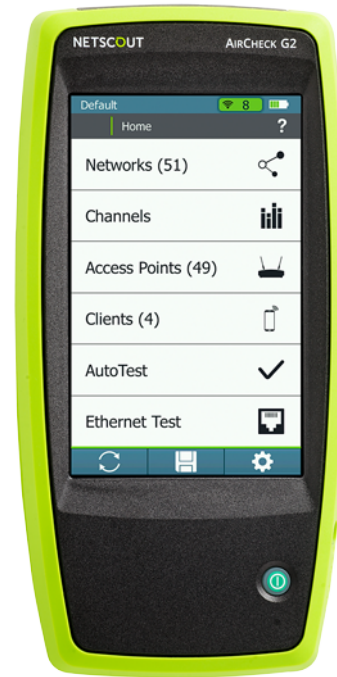 NETSCOUT AIRCHECK G2
Default 8
Home ?
Networks (51)
Channels
Access Points (49)
Clients (4)
AutoTest
Ethernet Test